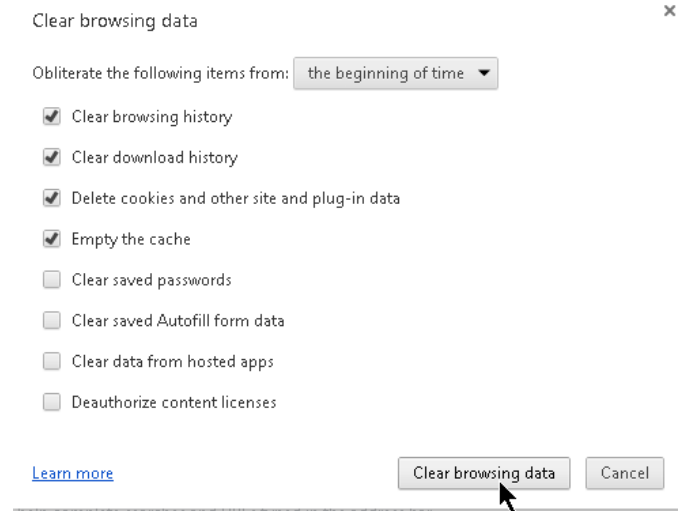 Clear browsing data
Obliterate the following items from: the beginning of time
Clear browsing history
Clear download history
Delete cookies and other site and plug-in data
Empty the cache
Clear saved passwords
Clear saved Autofill form data
Clear data from hosted apps
Deauthorize content licenses
Learn more Clear browsing data Cancel